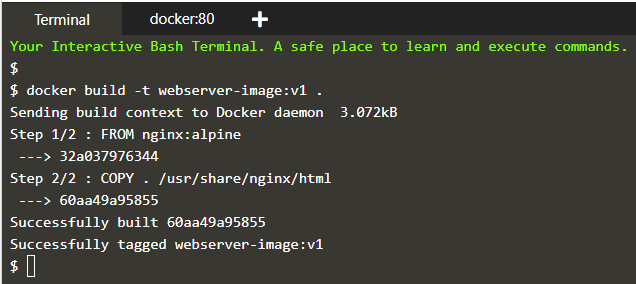 Terminal docker:80 +
Your Interactive Bash Terminal. A safe place to learn and execute commands.
$
$ docker build -t webserver-image:v1 .
Sending build context to Docker daemon  3.072kB
Step 1/2 : FROM nginx:alpine
 ---> 32a037976344
Step 2/2 : COPY . /usr/share/nginx/html
 ---> 60aa49a95855
Successfully built 60aa49a95855
Successfully tagged webserver-image:v1
$